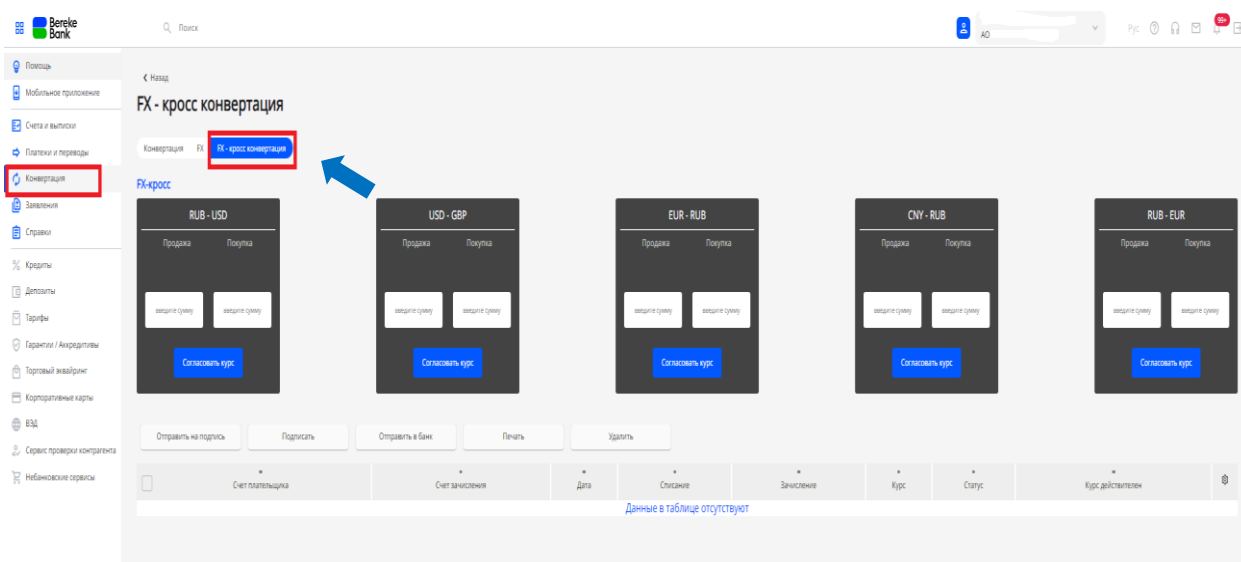 Bereke
Bank
Поиск
АО
Рус
99+
Помощь
Мобильное приложение
Счета и выписки
Платежи и переводы
Конвертация
Заявления
Справки
Кредиты
Депозиты
Тарифы
Гарантии / Аккредитивы
Торговый эквайринг
Корпоративные карты
ВЭД
Сервис проверки контрагента
Небанковские сервисы
Назад
FX - кросс конвертация
Конвертация FX FX - кросс конвертация
FX-кросс
RUB - USD
Продажа Покупка
введите сумму введите сумму
Согласовать курс
USD - GBP
Продажа Покупка
введите сумму введите сумму
Согласовать курс
EUR - RUB
Продажа Покупка
введите сумму введите сумму
Согласовать курс
CNY - RUB
Продажа Покупка
введите сумму введите сумму
Согласовать курс
RUB - EUR
Продажа Покупка
введите сумму введите сумму
Согласовать курс
Отправить на подпись Подписать Отправить в банк Печать Удалить
Счет плательщика Счет зачисления Дата Списание Зачисление Курс Статус Курс действителен
Данные в таблице отсутствуют